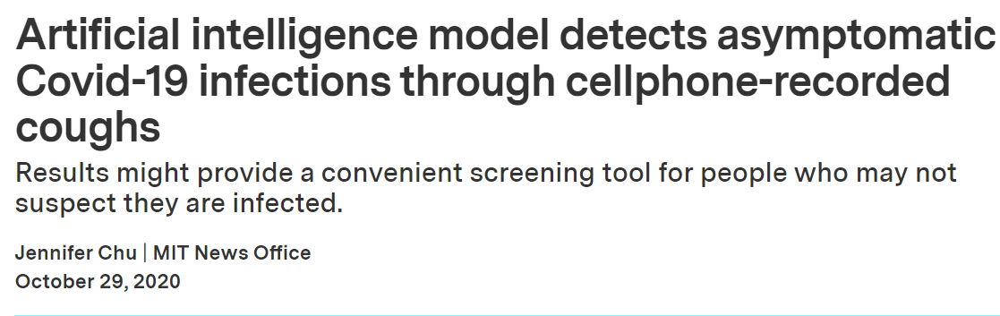 Artificial intelligence model detects asymptomatic
Covid-19 infections through cellphone-recorded
coughs
Results might provide a convenient screening tool for people who may not
suspect they are infected.
Jennifer Chu | MIT News Office
October 29, 2020